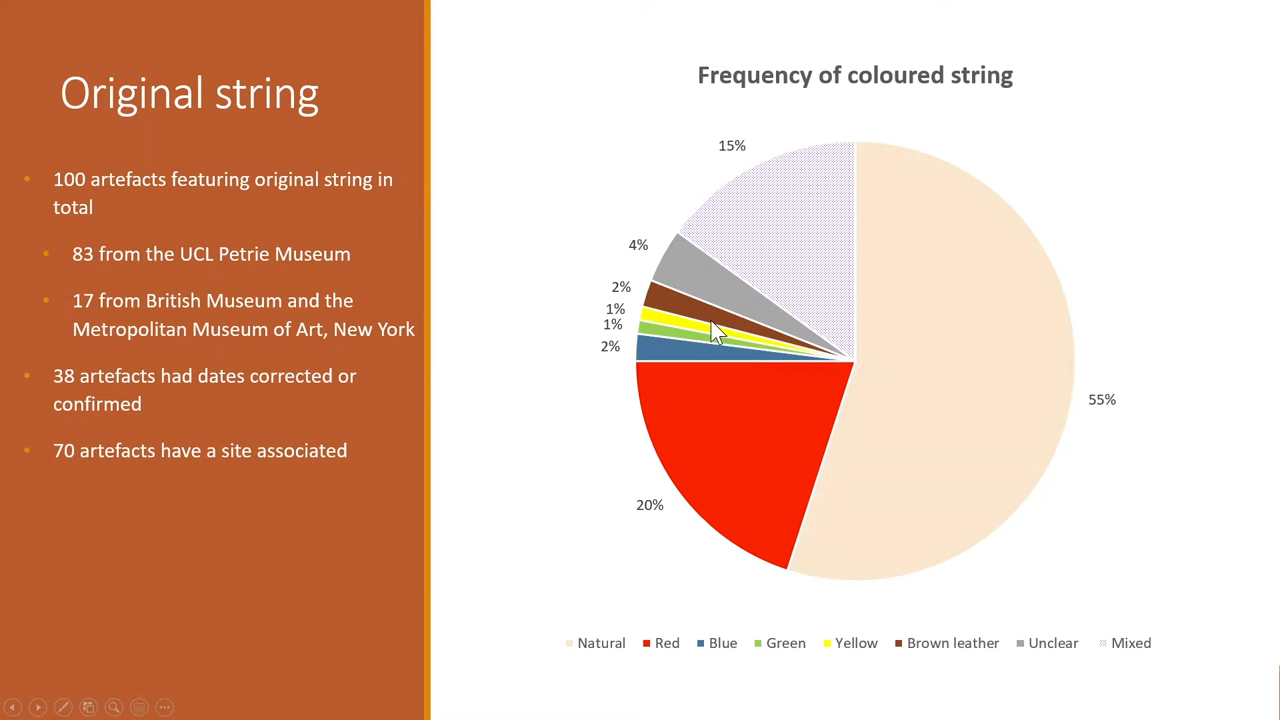 Original string
• 100 artefacts featuring original string in
total
• 83 from the UCL Petrie Museum
• 17 from British Museum and the
Metropolitan Museum of Art, New York
• 38 artefacts had dates corrected or
confirmed
• 70 artefacts have a site associated
Frequency of coloured string
15%
4%
2%
1%
1%
2%
55%
20%
Natural Red Blue Green Yellow Brown leather Unclear Mixed